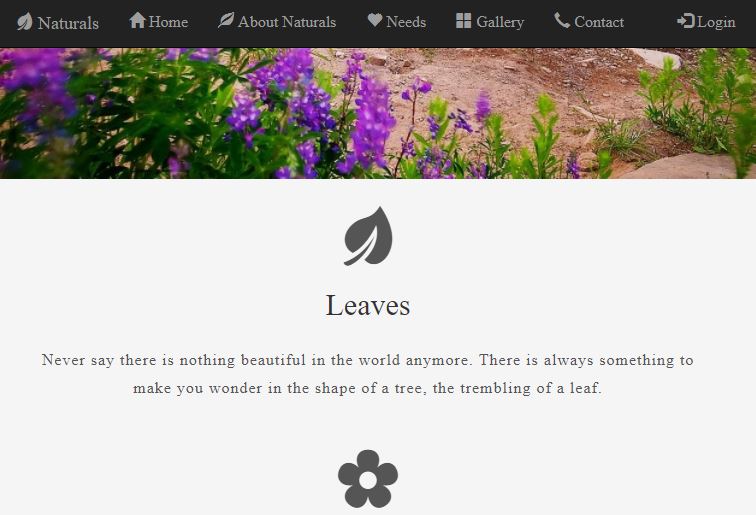 Naturals Home About Naturals Needs Gallery Contact Login
Leaves
Never say there is nothing beautiful in the world anymore. There is always something to
make you wonder in the shape of a tree, the trembling of a leaf.